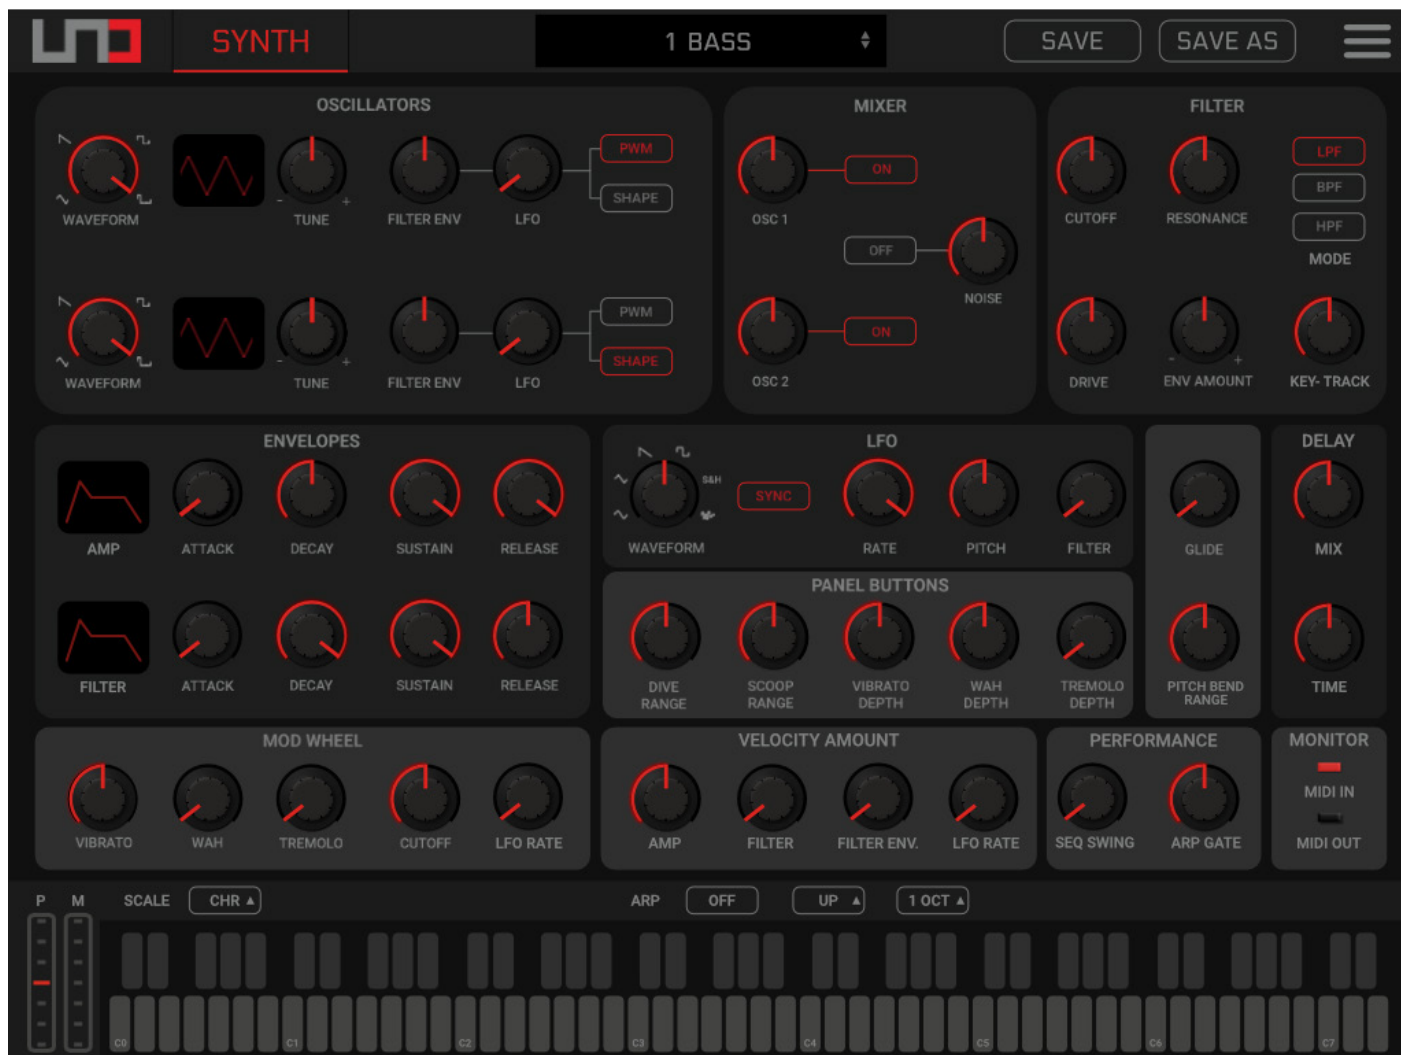 UNO SYNTH 1 BASS SAVE SAVE AS
OSCILLATORS
WAVEFORM - TUNE + FILTER ENV LFO PWM SHAPE
WAVEFORM - TUNE + FILTER ENV LFO PWM SHAPE
MIXER
OSC 1 ON
OFF NOISE
OSC 2 ON
FILTER
CUTOFF RESONANCE LPF
BPF
HPF
MODE
DRIVE - ENV AMOUNT + KEY- TRACK
ENVELOPES
AMP ATTACK DECAY SUSTAIN RELEASE
FILTER ATTACK DECAY SUSTAIN RELEASE
LFO
S&H
SYNC
WAVEFORM RATE PITCH FILTER
PANEL BUTTONS
DIVE RANGE
SCOOP RANGE
VIBRATO DEPTH
WAH DEPTH
TREMOLO DEPTH
GLIDE
PITCH BEND
RANGE
DELAY
MIX
TIME
MOD WHEEL
VIBRATO WAH TREMOLO CUTOFF LFO RATE
VELOCITY AMOUNT
AMP FILTER FILTER ENV. LFO RATE
PERFORMANCE
SEQ SWING ARP GATE
MONITOR
MIDI IN
MIDI OUT
P M SCALE CHR ARP OFF UP 1 OCT
C0 C1 C2 C3 C4 C5 C6 C7